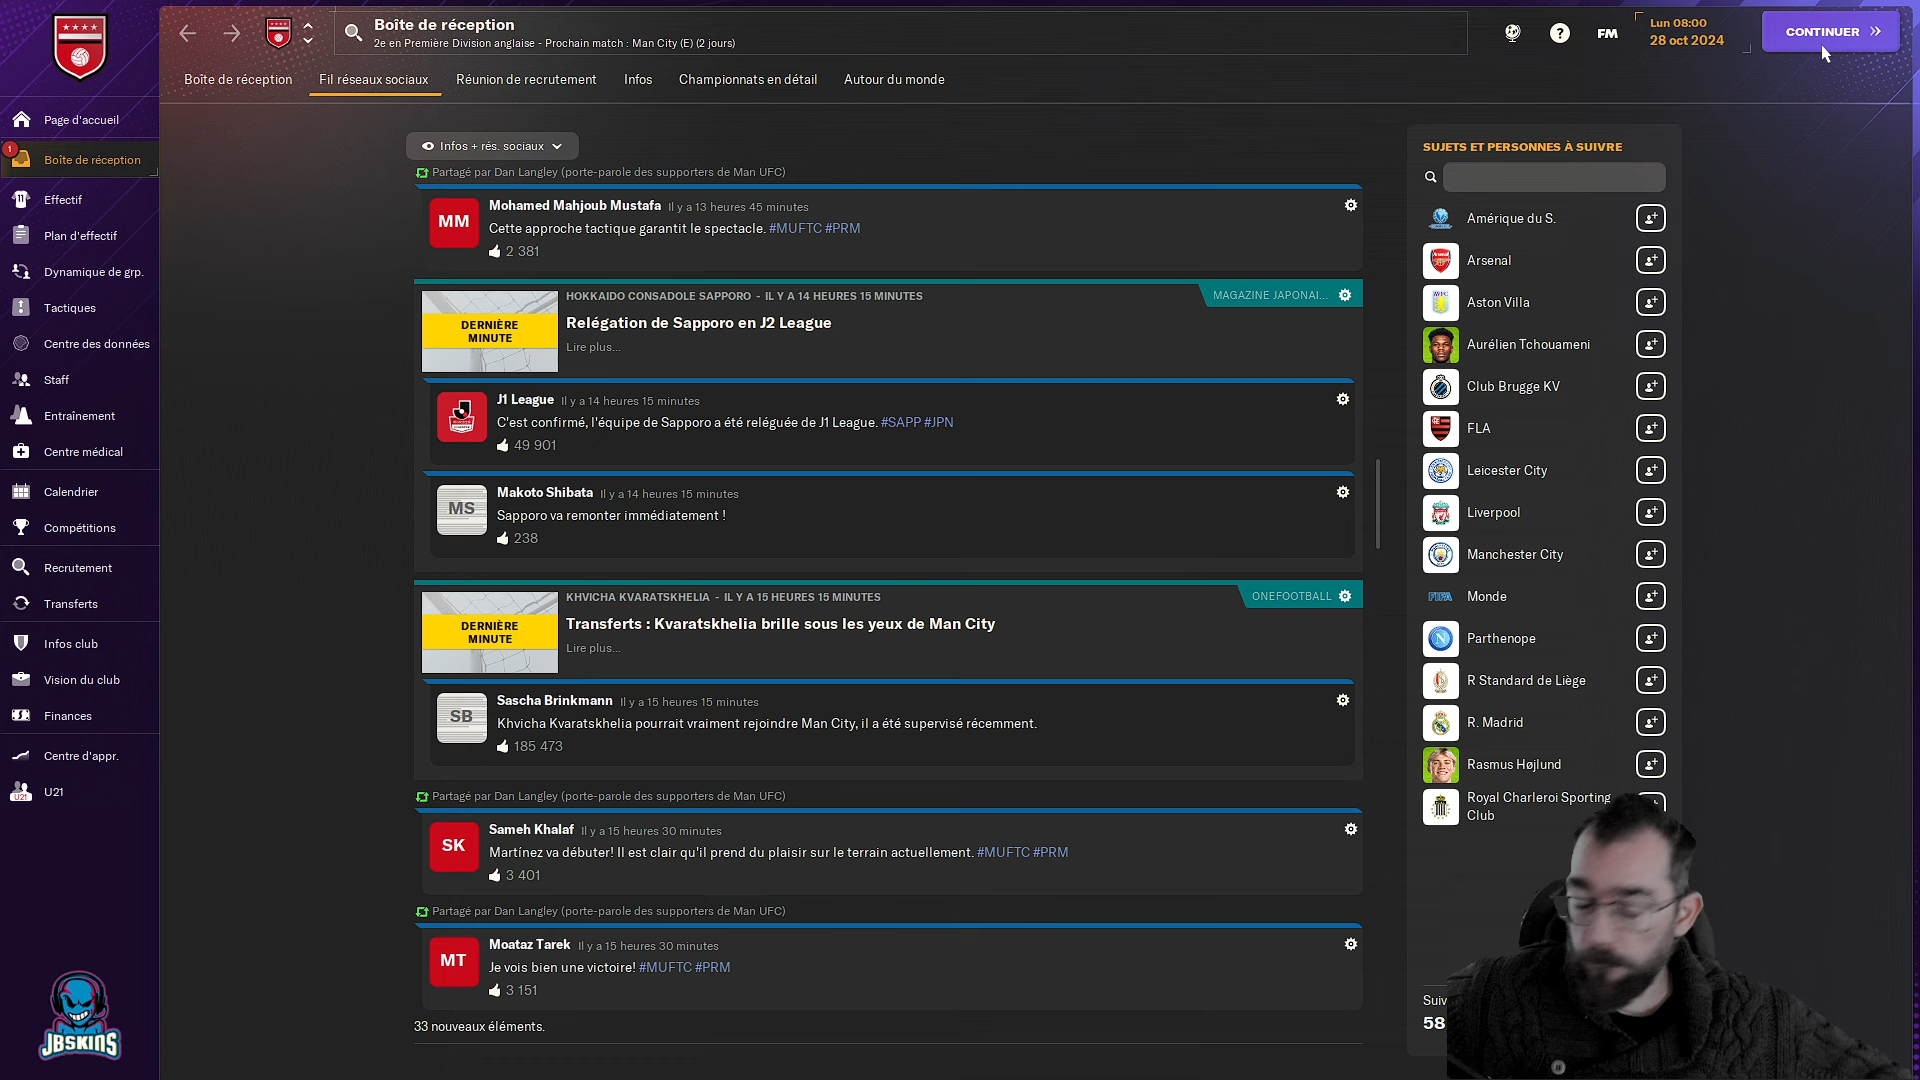 Boîte de réception
2e en Première Division anglaise - Prochain match : Man City (E) (2 jours)
FM
Lun 08:00
28 oct 2024
CONTINUER
Boîte de réception
Fil réseaux sociaux
Réunion de recrutement
Infos
Championnats en détail
Autour du monde
Page d'accueil
1
Boîte de réception
Effectif
Plan d'effectif
Dynamique de grp.
Tactiques
Centre des données
Staff
Entraînement
Centre médical
Calendrier
Compétitions
Recrutement
Transferts
Infos club
Vision du club
Finances
Centre d'appr.
U21
U21
JBSKINS
Infos + rés. sociaux
Partagé par Dan Langley (porte-parole des supporters de Man UFC)
MM
Mohamed Mahjoub Mustafa Il y a 13 heures 45 minutes
Cette approche tactique garantit le spectacle. #MUFTC #PRM
2 381
HOKKAIDO CONSADOLE SAPPORO - IL Y A 14 HEURES 15 MINUTES
MAGAZINE JAPONAI...
DERNIÈRE
MINUTE
Relégation de Sapporo en J2 League
Lire plus...
J1 League Il y a 14 heures 15 minutes
C'est confirmé, l'équipe de Sapporo a été reléguée de J1 League. #SAPP #JPN
49 901
MS
Makoto Shibata Il y a 14 heures 15 minutes
Sapporo va remonter immédiatement !
238
KHVICHA KVARATSKHELIA - IL Y A 15 HEURES 15 MINUTES
ONEFOOTBALL
DERNIÈRE
MINUTE
Transferts : Kvaratskhelia brille sous les yeux de Man City
Lire plus...
SB
Sascha Brinkmann Il y a 15 heures 15 minutes
Khvicha Kvaratskhelia pourrait vraiment rejoindre Man City, il a été supervisé récemment.
185 473
Partagé par Dan Langley (porte-parole des supporters de Man UFC)
SK
Sameh Khalaf Il y a 15 heures 30 minutes
Martínez va débuter! Il est clair qu'il prend du plaisir sur le terrain actuellement. #MUFTC #PRM
3 401
Partagé par Dan Langley (porte-parole des supporters de Man UFC)
MT
Moataz Tarek Il y a 15 heures 30 minutes
Je vois bien une victoire! #MUFTC #PRM
3 151
33 nouveaux éléments.
SUJETS ET PERSONNES À SUIVRE
Amérique du S.
Arsenal
Aston Villa
Aurélien Tchouameni
Club Brugge KV
FLA
Leicester City
Liverpool
Manchester City
FIFA
Monde
Parthenope
R Standard de Liège
R. Madrid
Rasmus Højlund
Royal Charleroi Sporting
Club
Suiv
58